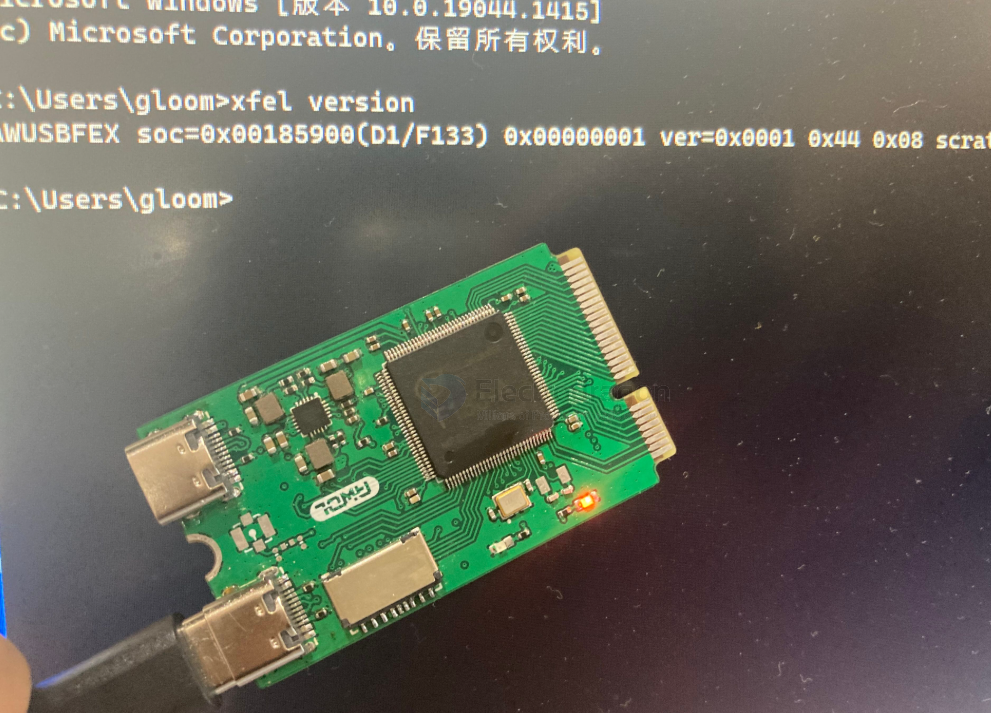 Microsoft Windows [版本 10.0.19044.1415]
c) Microsoft Corporation。保留所有权利。
:\Users\gloom>xfel version
AWUSBFEX soc=0x00185900(D1/F133) 0x00000001 ver=0x0001 0x44 0x08 scrat
C:\Users\gloom>
AWOL